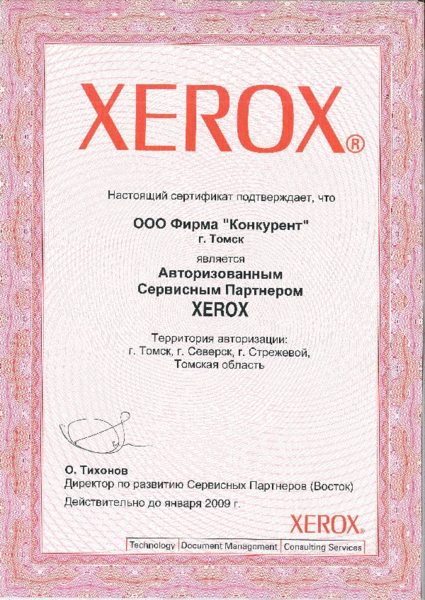 XEROX®
Настоящий сертификат подтверждает, что
ООО Фирма "Конкурент"
г. Томск
является
Авторизованным
Сервисным Партнером
XEROX
Территория авторизации:
г. Томск, г. Северск, г. Стрежевой,
Томская область
О. Тихонов
Директор по развитию Сервисных Партнеров (Восток)
Действительно до января 2009 г.
XEROX®
Technology Document Management Consulting Services